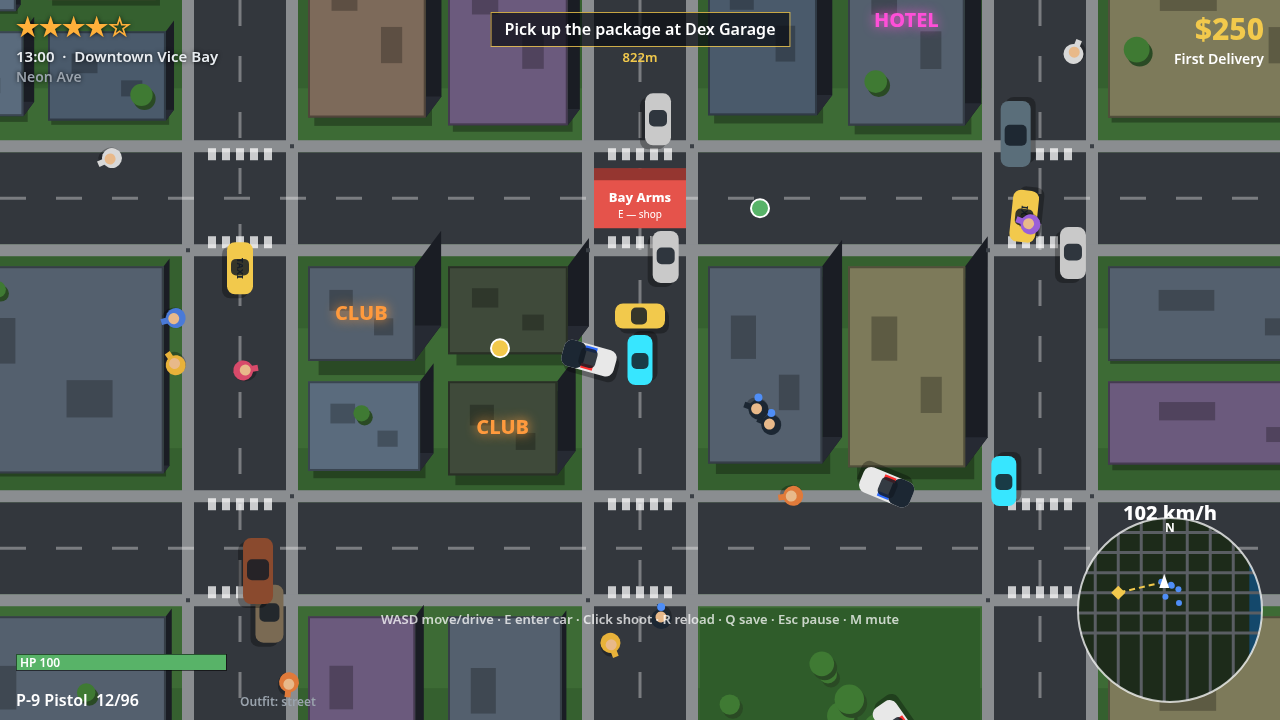 ★★★★☆
Pick up the package at Dex Garage
HOTEL
$250
13:00 · Downtown Vice Bay
822m
First Delivery
Neon Ave
Bay Arms
E — shop
CLUB
CLUB
102 km/h
N
WASD move/drive · E enter car · Click shoot · R reload · Q save · Esc pause · M mute
HP 100
P-9 Pistol 12/96
Outfit: street